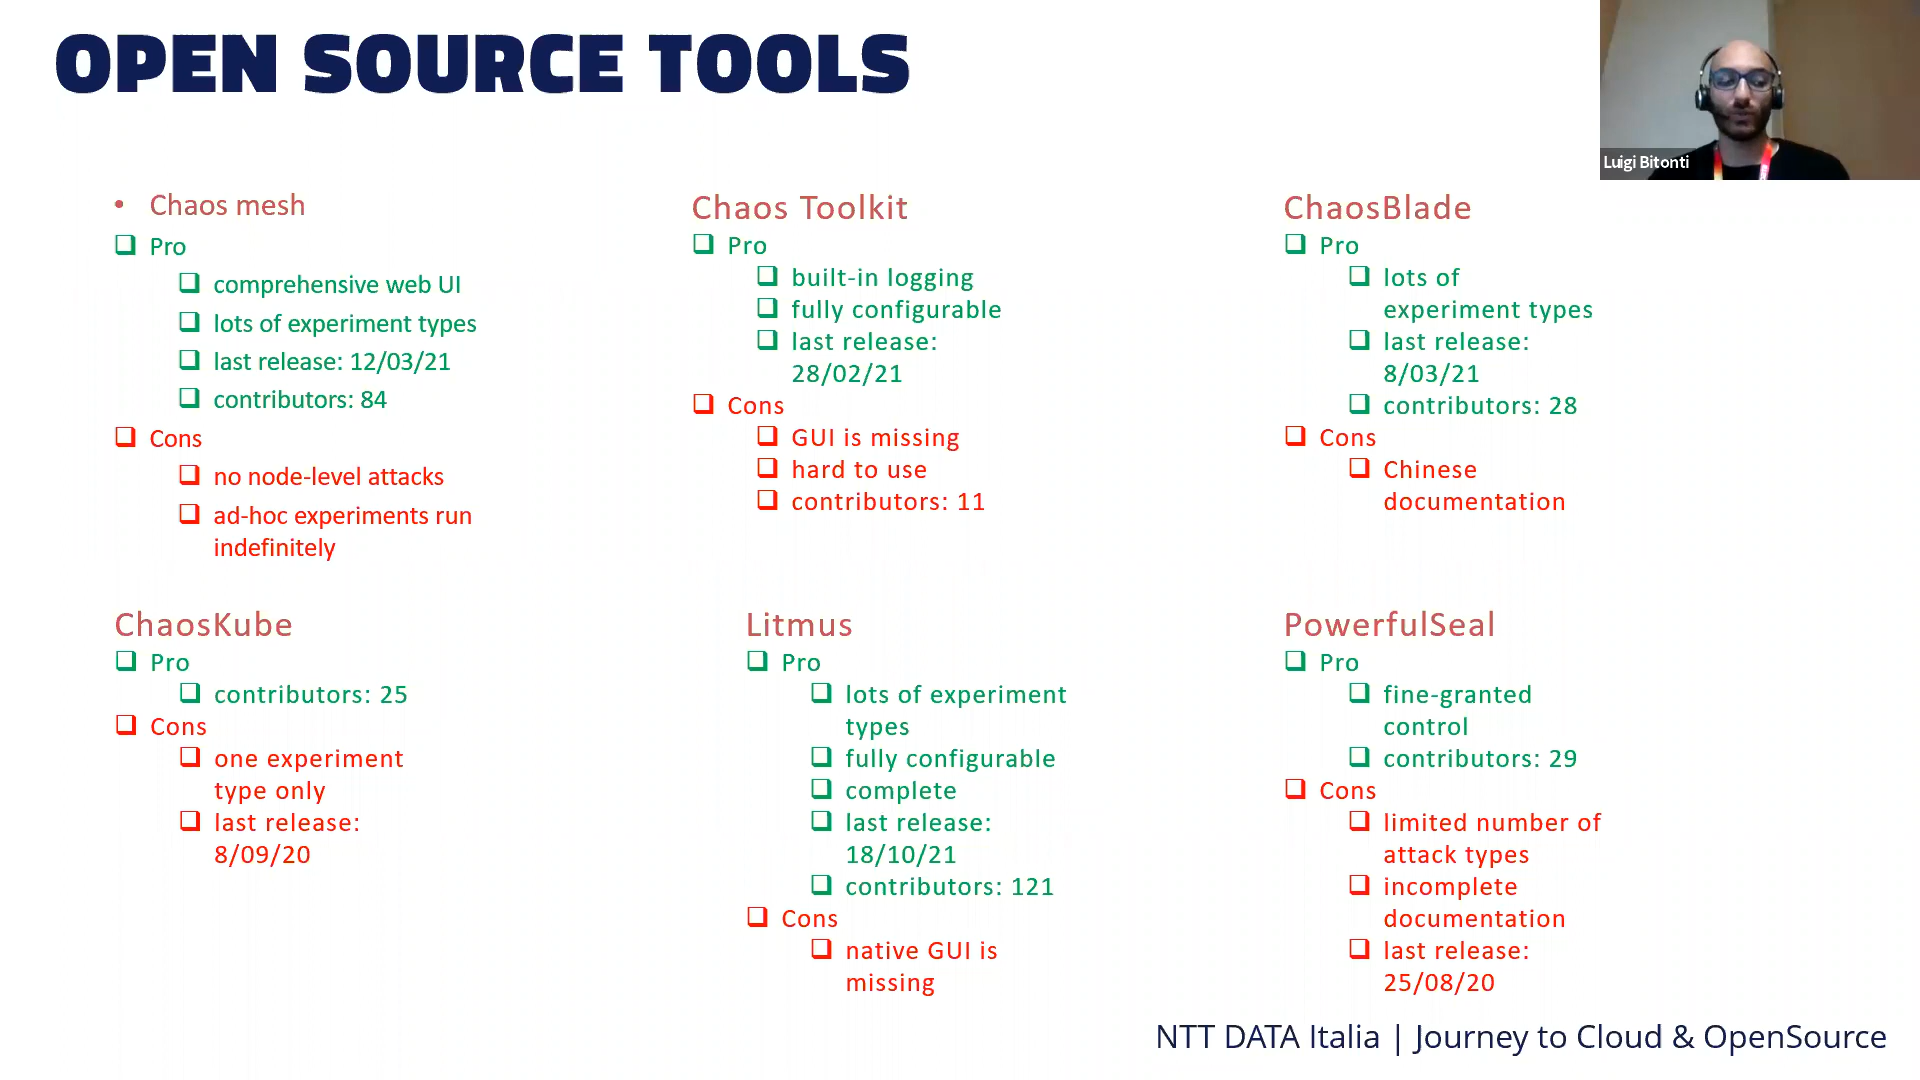 OPEN SOURCE TOOLS
Luigi Bitonti
• Chaos mesh
Pro
comprehensive web UI
lots of experiment types
last release: 12/03/21
contributors: 84
Cons
no node-level attacks
ad-hoc experiments run
indefinitely
Chaos Toolkit
Pro
built-in logging
fully configurable
last release:
28/02/21
Cons
GUI is missing
hard to use
contributors: 11
ChaosBlade
Pro
lots of
experiment types
last release:
8/03/21
contributors: 28
Cons
Chinese
documentation
ChaosKube
Pro
contributors: 25
Cons
one experiment
type only
last release:
8/09/20
Litmus
Pro
lots of experiment
types
fully configurable
complete
last release:
18/10/21
contributors: 121
Cons
native GUI is
missing
PowerfulSeal
Pro
fine-granted
control
contributors: 29
Cons
limited number of
attack types
incomplete
documentation
last release:
25/08/20
NTT DATA Italia | Journey to Cloud & OpenSource